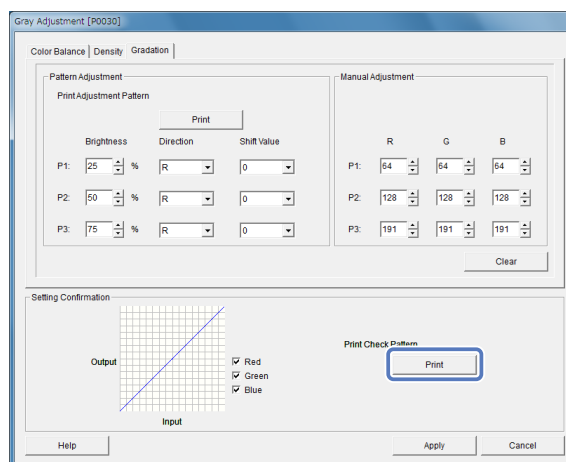 Gray Adjustment [P0030]
Color Balance Density Gradation
Pattern Adjustment Manual Adjustment
Print Adjustment Pattern
Print
Brightness Direction Shift Value R G B
P1: 25 % R 0 P1: 64 64 64
P2: 50 % R 0 P2: 128 128 128
P3: 75 % R 0 P3: 191 191 191
Clear
Setting Confirmation
Print Check Pattern
Output Red Print
Green
Blue
Input
Help Apply Cancel